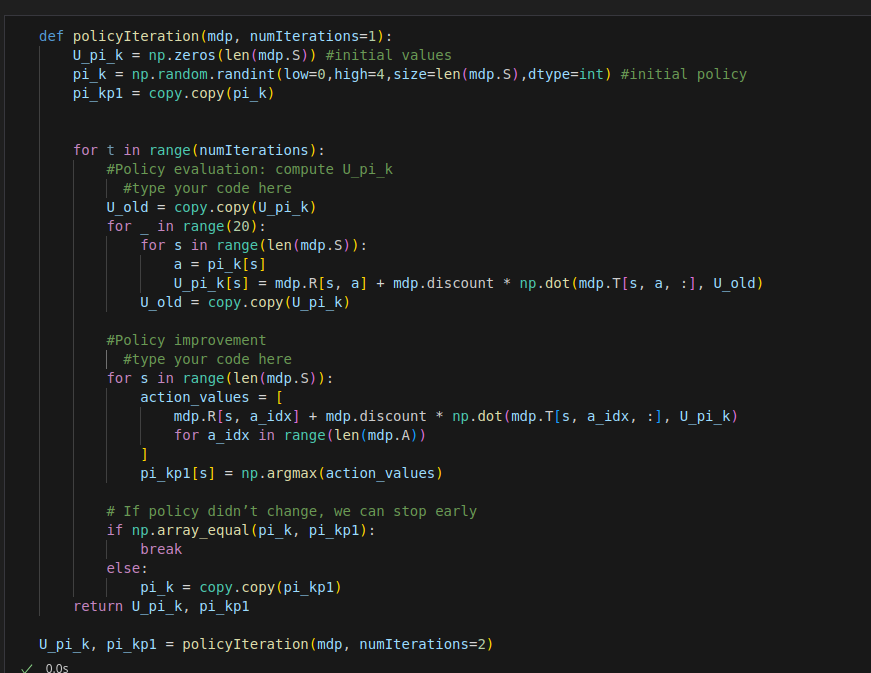 def policyIteration(mdp, numIterations=1):
    U_pi_k = np.zeros(len(mdp.S)) #initial values
    pi_k = np.random.randint(low=0,high=4,size=len(mdp.S),dtype=int) #initial policy
    pi_kp1 = copy.copy(pi_k)
    for t in range(numIterations):
        #Policy evaluation: compute U_pi_k
          #type your code here
        U_old = copy.copy(U_pi_k)
        for _ in range(20):
            for s in range(len(mdp.S)):
                a = pi_k[s]
                U_pi_k[s] = mdp.R[s, a] + mdp.discount * np.dot(mdp.T[s, a, :], U_old)
            U_old = copy.copy(U_pi_k)
        #Policy improvement
          #type your code here
        for s in range(len(mdp.S)):
            action_values = [
                mdp.R[s, a_idx] + mdp.discount * np.dot(mdp.T[s, a_idx, :], U_pi_k)
                for a_idx in range(len(mdp.A))
            ]
            pi_kp1[s] = np.argmax(action_values)
        # If policy didn’t change, we can stop early
        if np.array_equal(pi_k, pi_kp1):
            break
        else:
            pi_k = copy.copy(pi_kp1)
    return U_pi_k, pi_kp1
U_pi_k, pi_kp1 = policyIteration(mdp, numIterations=2)
✓ 0.0s